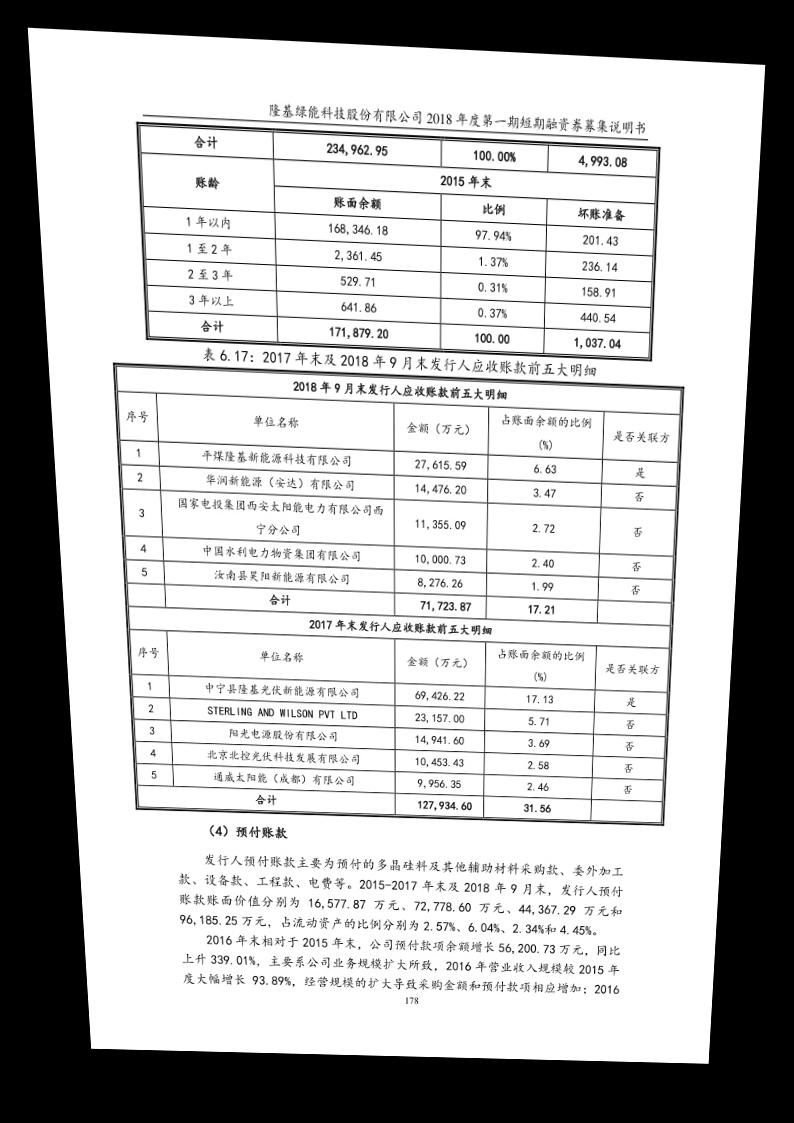 隆基绿能科技股份有限公司 2018 年度第一期短期融资券募集说明书
合计 234,962.95 100.00% 4,993.08
账龄 2015 年末
账面余额 比例 坏账准备
1 年以内 168,346.18 97.94% 201.43
1 至 2 年 2,361.45 1.37% 236.14
2 至 3 年 529.71 0.31% 158.91
3 年以上 641.86 0.37% 440.54
合计 171,879.20 100.00 1,037.04
表 6.17：2017 年末及 2018 年 9 月末发行人应收账款前五大明细
2018 年 9 月末发行人应收账款前五大明细
序号 单位名称 金额（万元） 占账面余额的比例 是否关联方
(%)
1 平煤隆基新能源科技有限公司 27,615.59 6.63 是
2 华润新能源（安达）有限公司 14,476.20 3.47 否
3 国家电投集团西安太阳能电力有限公司西 11,355.09 2.72 否
宁分公司
4 中国水利电力物资集团有限公司 10,000.73 2.40 否
5 汝南县昊阳新能源有限公司 8,276.26 1.99 否
合计 71,723.87 17.21
2017 年末发行人应收账款前五大明细
序号 单位名称 金额（万元） 占账面余额的比例 是否关联方
(%)
1 中宁县隆基光伏新能源有限公司 69,426.22 17.13 是
2 STERLING AND WILSON PVT LTD 23,157.00 5.71 否
3 阳光电源股份有限公司 14,941.60 3.69 否
4 北京北控光伏科技发展有限公司 10,453.43 2.58 否
5 通威太阳能（成都）有限公司 9,956.35 2.46 否
合计 127,934.60 31.56
（4）预付账款
发行人预付账款主要为预付的多晶硅料及其他辅助材料采购款、委外加工
款、设备款、工程款、电费等。2015-2017 年末及 2018 年 9 月末，发行人预付
账款账面价值分别为 16,577.87 万元、72,778.60 万元、44,367.29 万元和
96,185.25 万元，占流动资产的比例分别为 2.57%、6.04%、2.34%和 4.45%。
2016 年末相对于 2015 年末，公司预付款项余额增长 56,200.73 万元，同比
上升 339.01%，主要系公司业务规模扩大所致，2016 年营业收入规模较 2015 年
度大幅增长 93.89%，经营规模的扩大导致采购金额和预付款项相应增加；2016
178